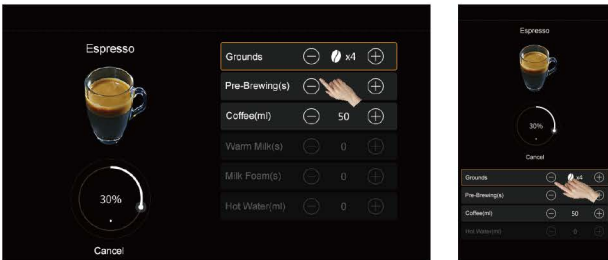 Espresso
30%
Cancel
Grounds x4
Pre-Brewing(s)
Coffee(ml) 50
Warm Milk(s) 0
Milk Foam(s) 0
Hot Water(ml) 0
Espresso
30%
Cancel
Grounds x4
Pre-Brewing(s)
Coffee(ml) 50
Hot Water(ml) 0